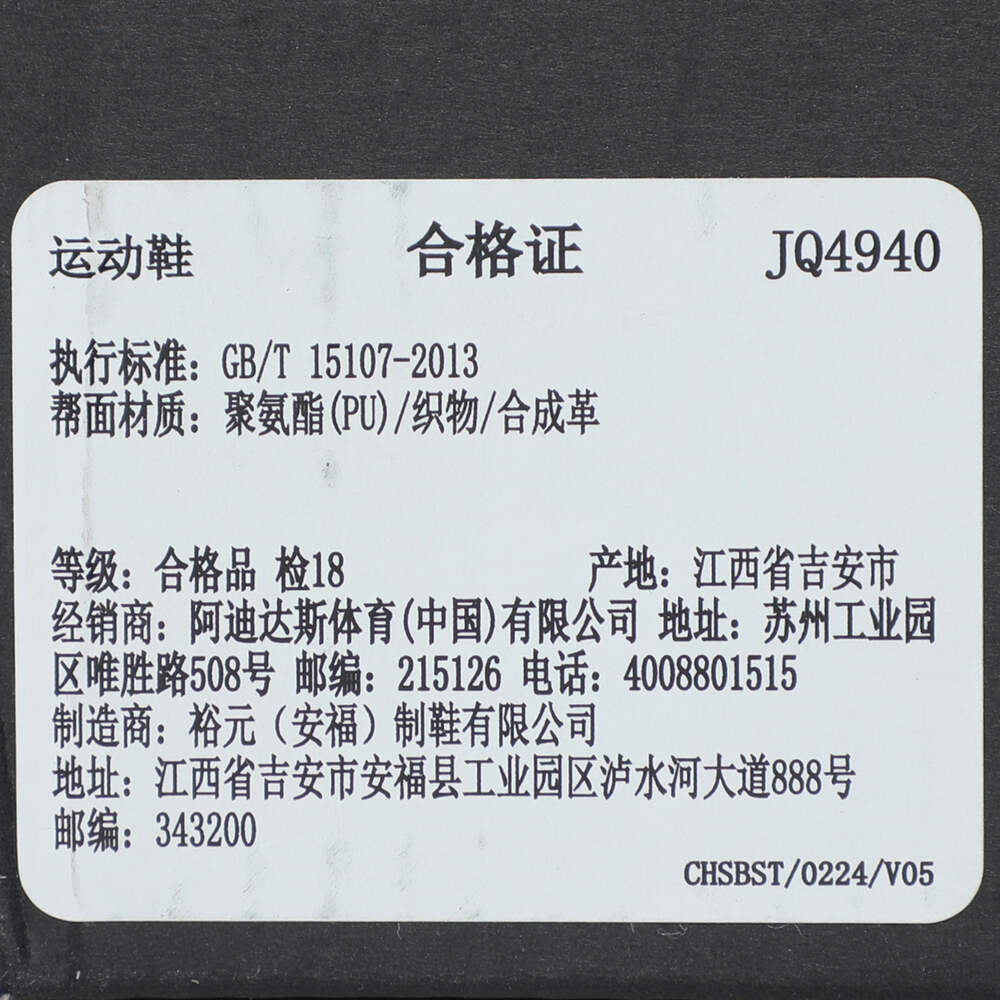 运动鞋 合格证 JQ4940
执行标准：GB/T 15107-2013
帮面材质：聚氨酯(PU)/织物/合成革
等级：合格品 检18 产地：江西省吉安市
经销商：阿迪达斯体育(中国)有限公司 地址：苏州工业园
区唯胜路508号 邮编：215126 电话：4008801515
制造商：裕元（安福）制鞋有限公司
地址：江西省吉安市安福县工业园区泸水河大道888号
邮编：343200
CHSBST/0224/V05